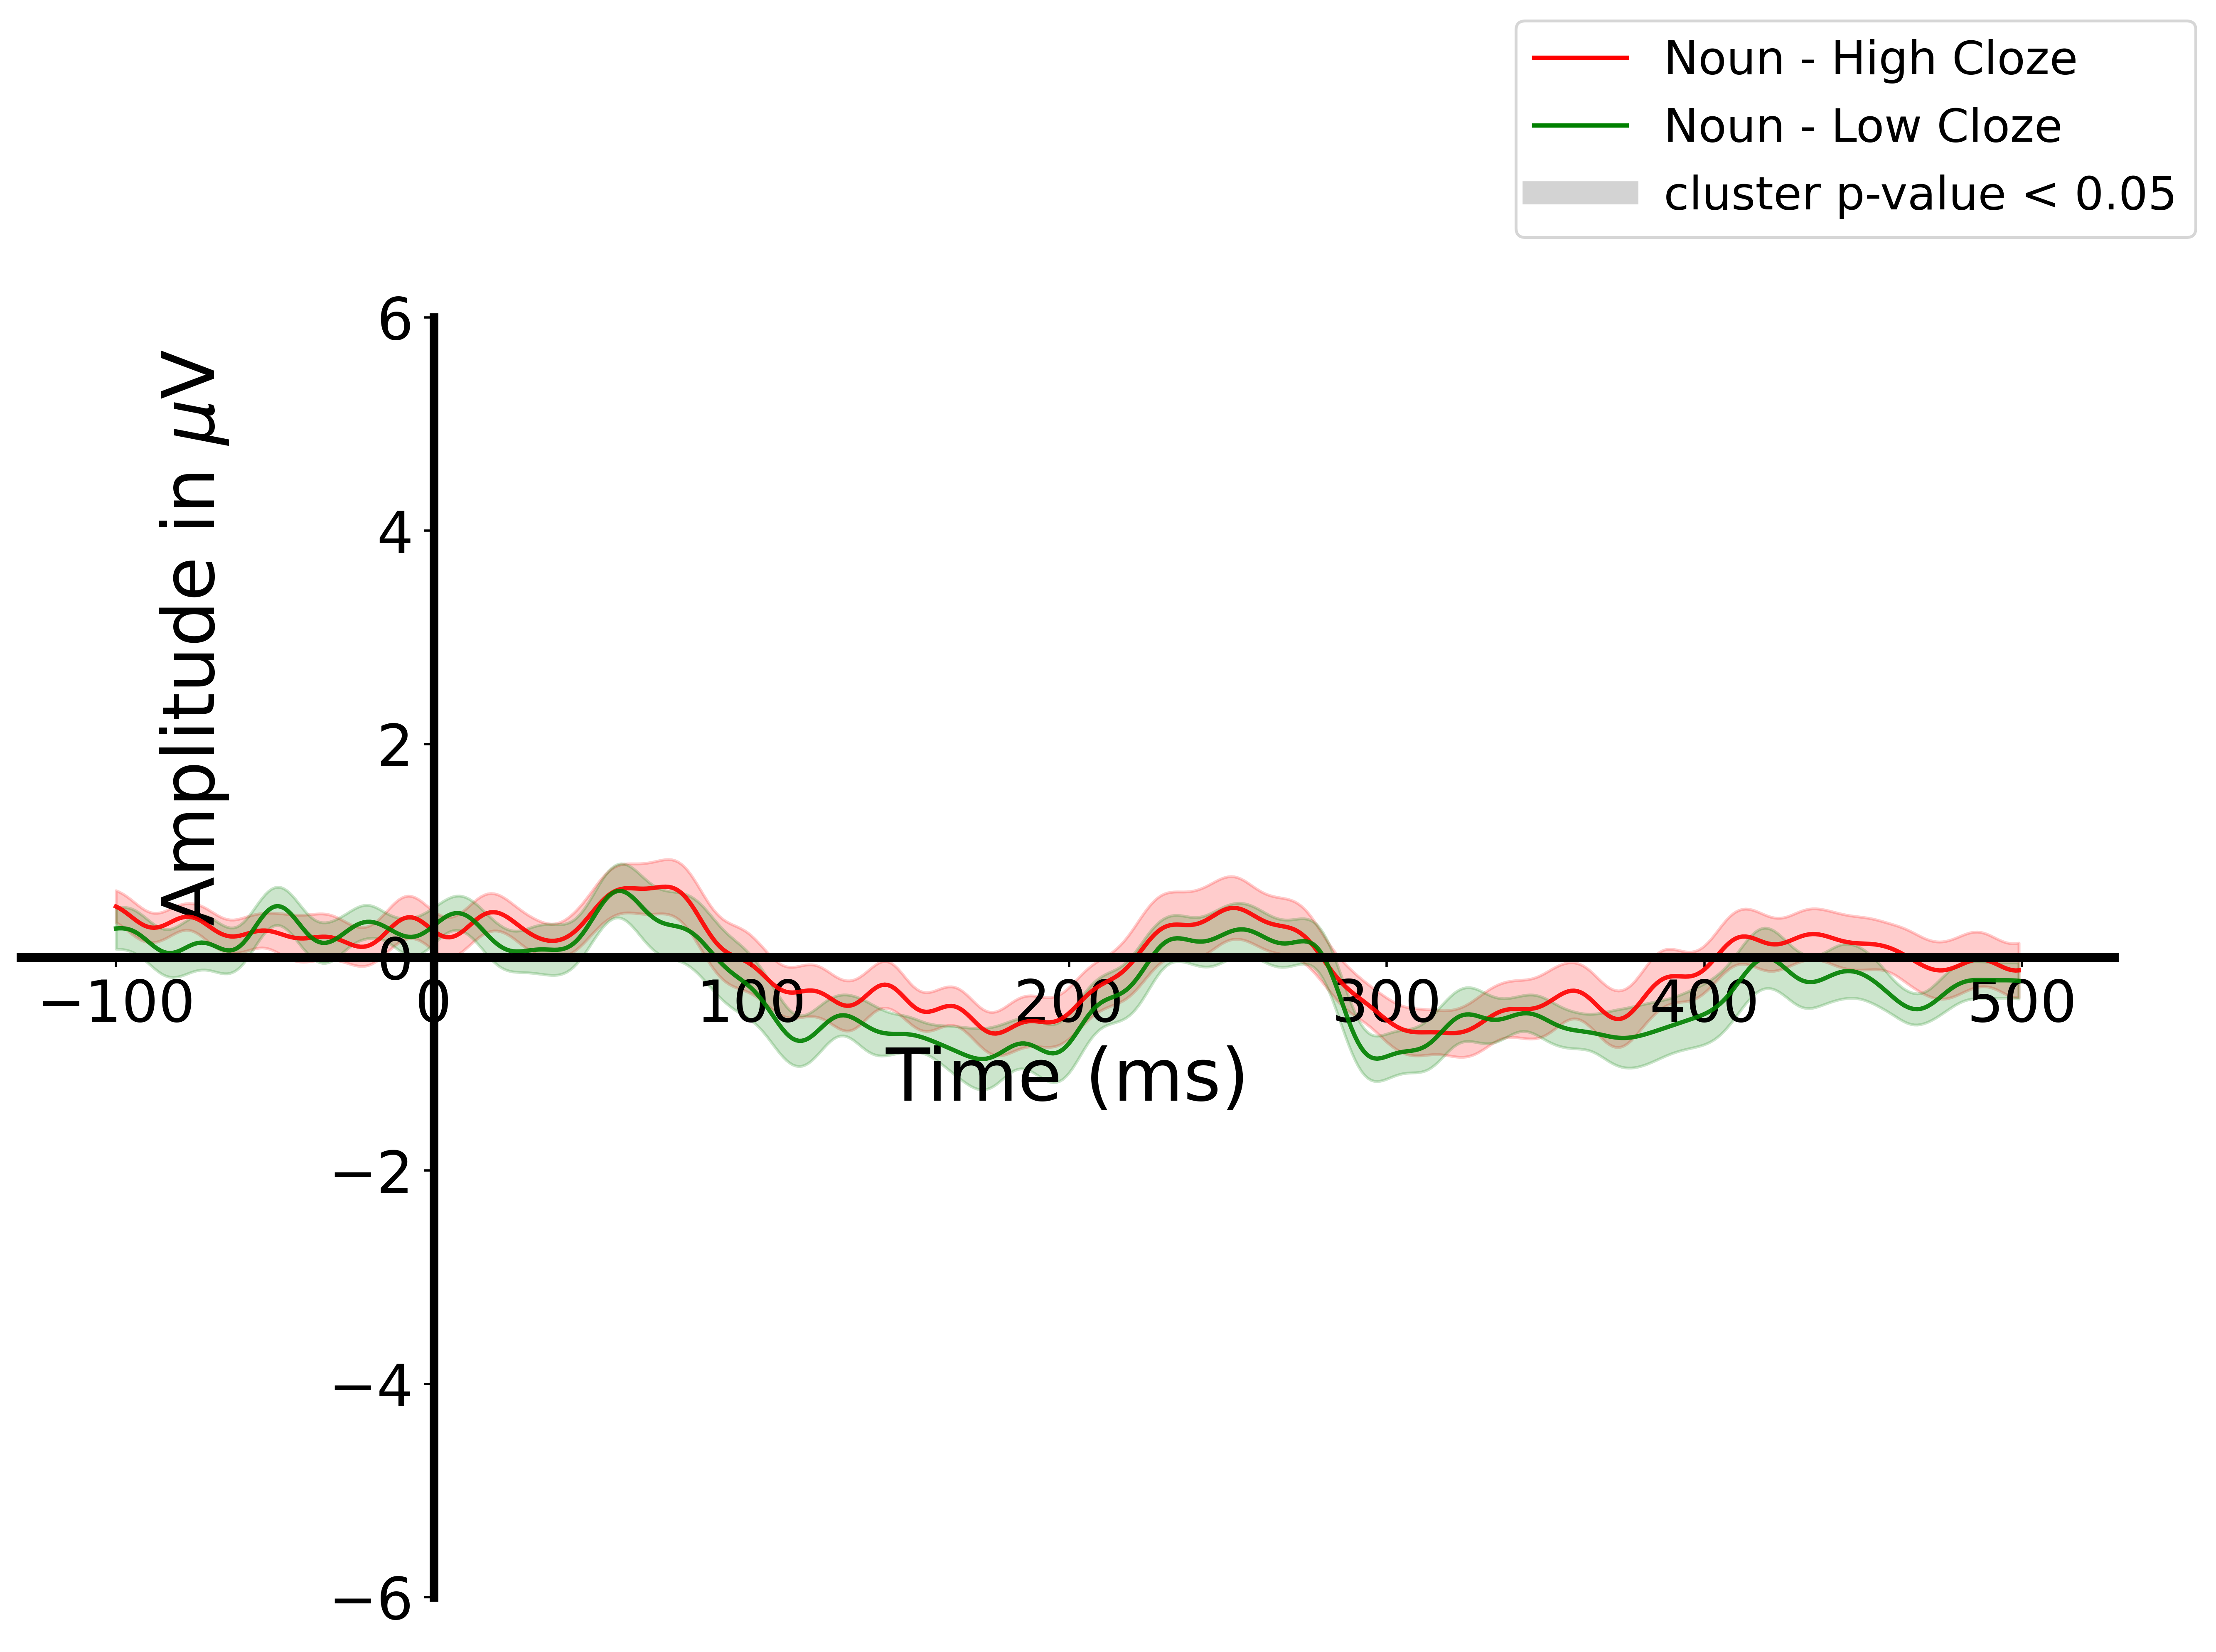 Noun - High Cloze
Noun - Low Cloze
cluster p-value < 0.05
Amplitude in μV
6
4
2
0
−2
−4
−6
−100 0 100 200 300 400 500
Time (ms)